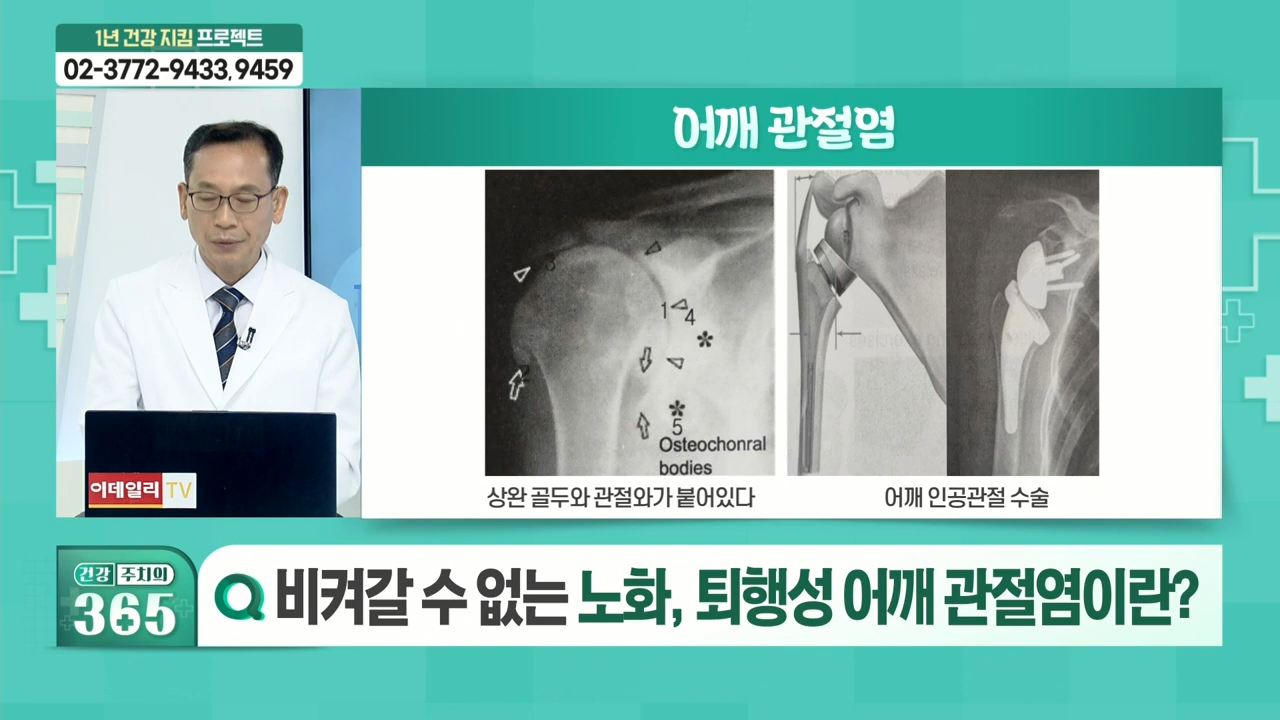 1년 건강 지킴 프로젝트
02-3772-9433, 9459
어깨 관절염
1
4
*
*
5
Osteochonral
bodies
상완 골두와 관절와가 붙어있다
어깨 인공관절 수술
이데일리 TV
건강 주치의
365
Q 비켜갈 수 없는 노화, 퇴행성 어깨 관절염이란?